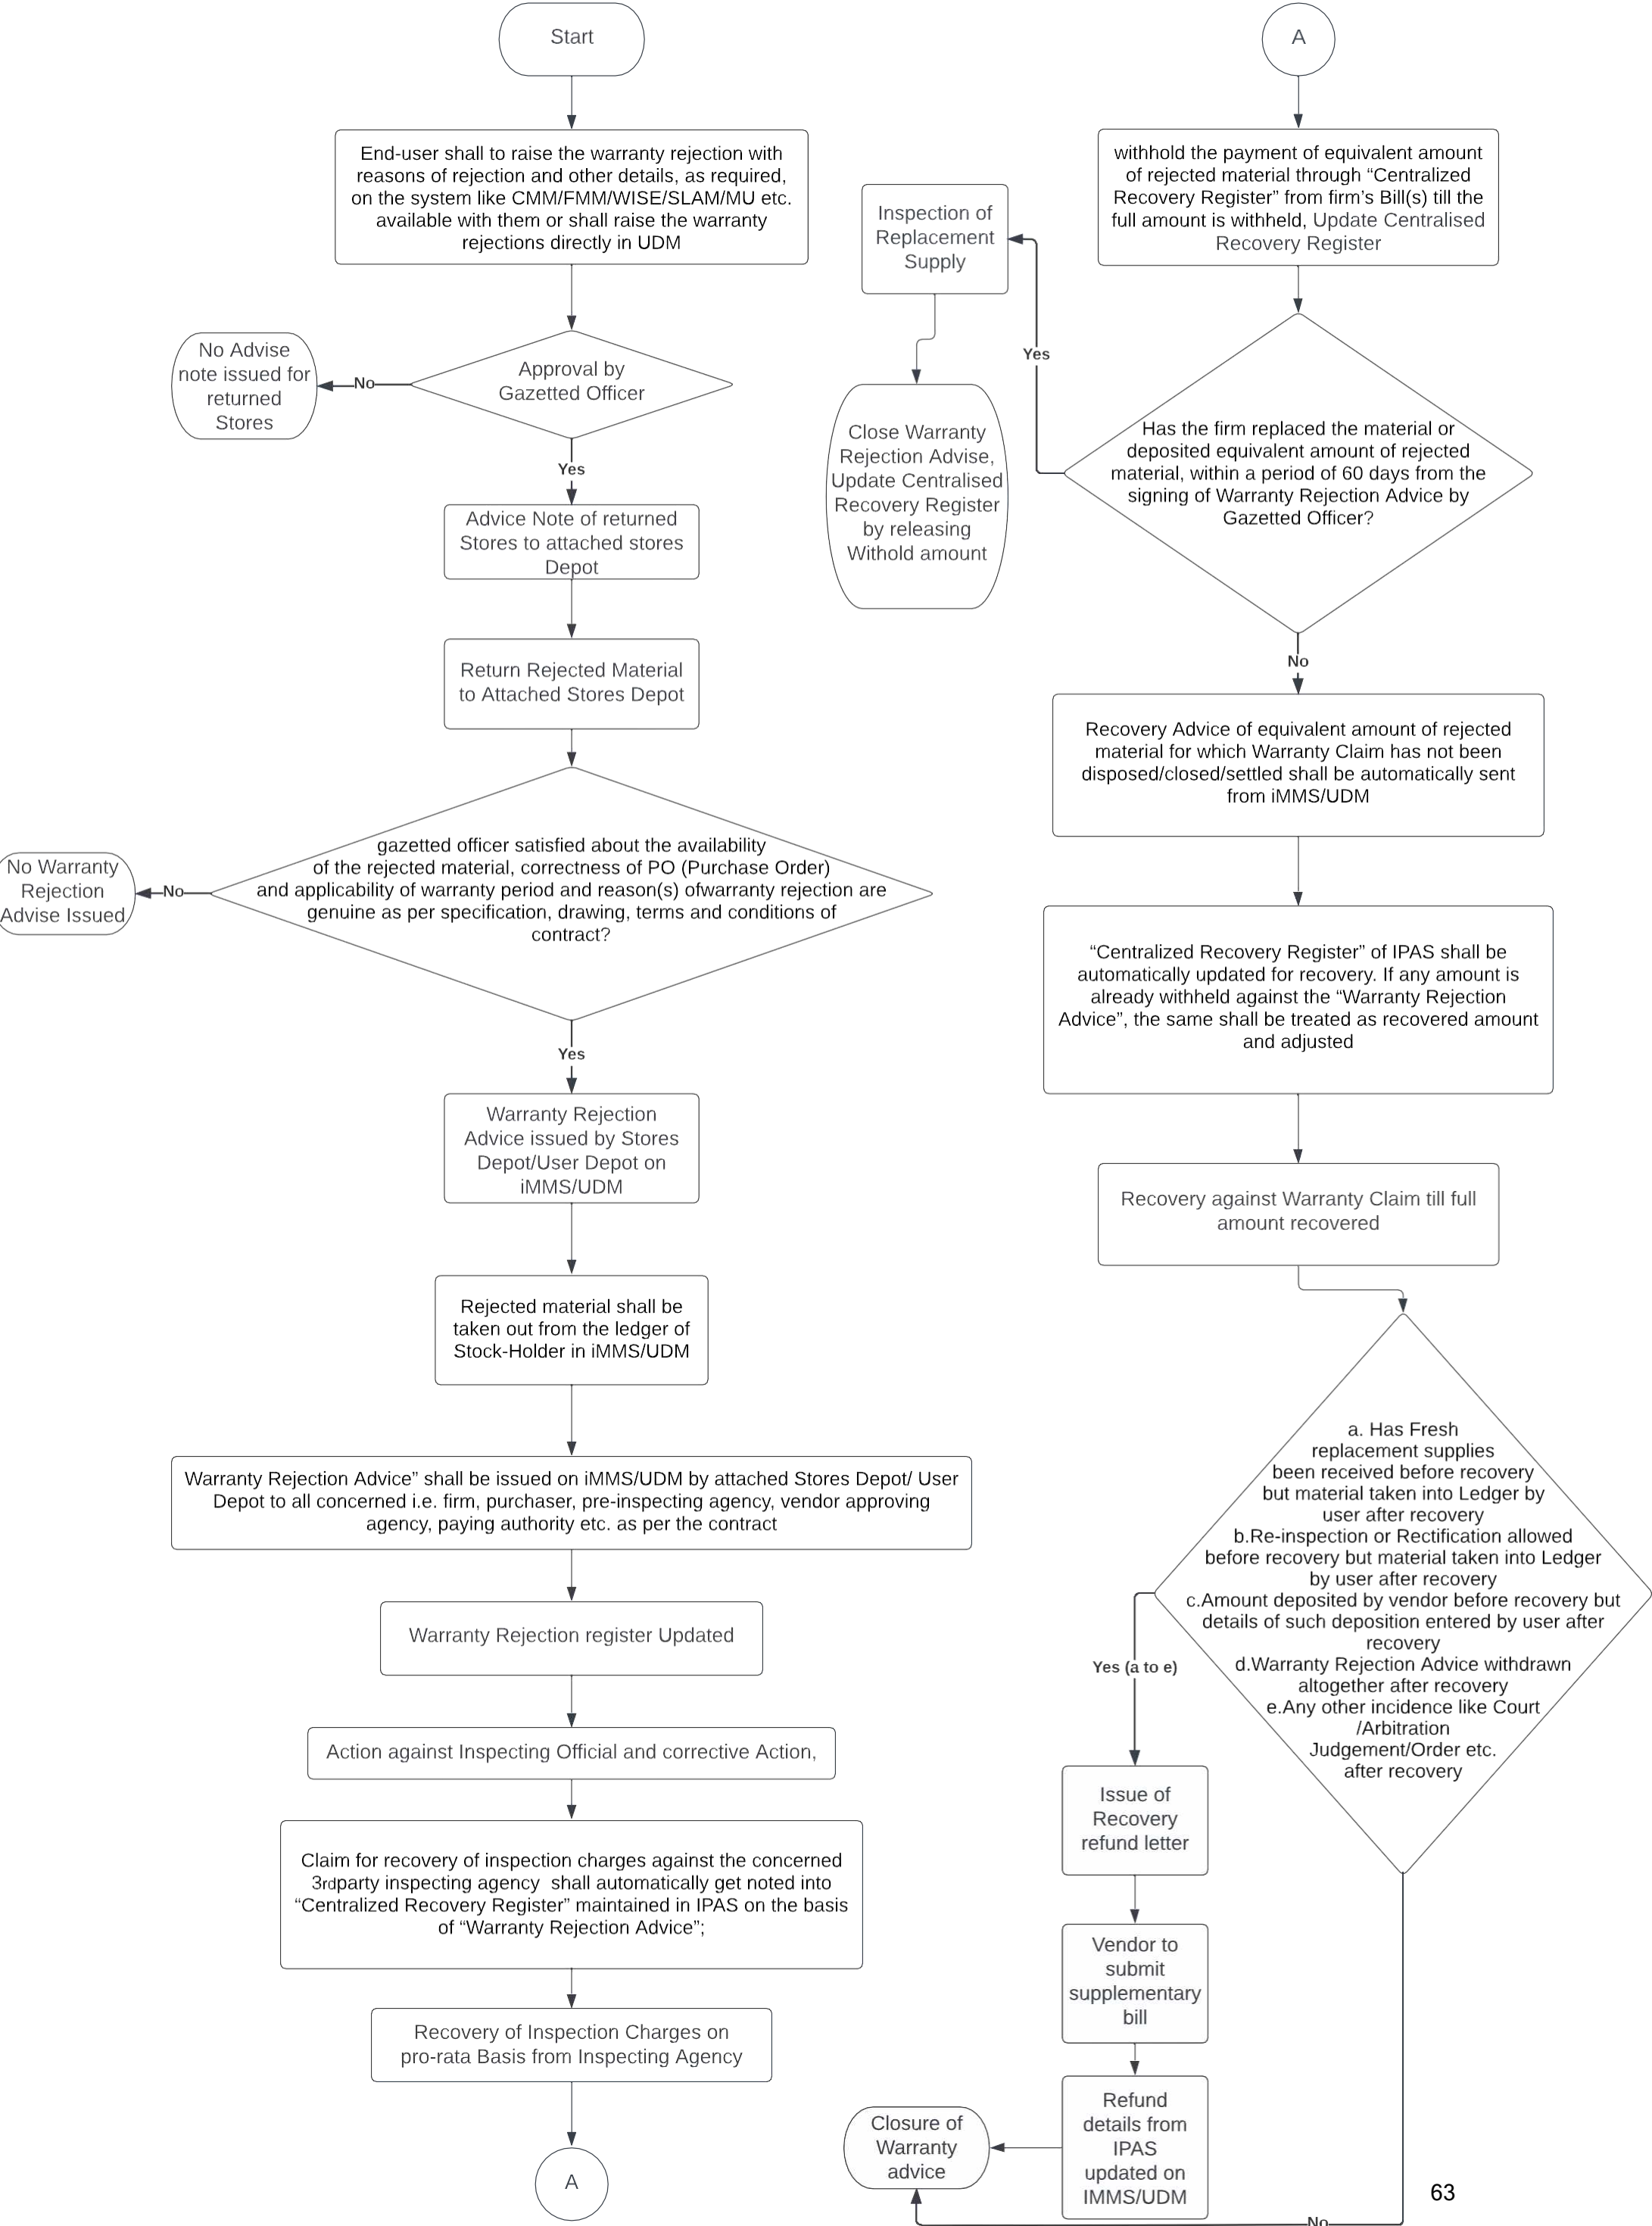 Start
End-user shall to raise the warranty rejection with
reasons of rejection and other details, as required,
on the system like CMM/FMM/WISE/SLAM/MU etc.
available with them or shall raise the warranty
rejections directly in UDM
Approval by
Gazetted Officer
No
No Advise
note issued for
returned
Stores
Yes
Advice Note of returned
Stores to attached stores
Depot
Return Rejected Material
to Attached Stores Depot
gazetted officer satisfied about the availability
of the rejected material, correctness of PO (Purchase Order)
and applicability of warranty period and reason(s) ofwarranty rejection are
genuine as per specification, drawing, terms and conditions of
contract?
No
No Warranty
Rejection
Advise Issued
Yes
Warranty Rejection
Advice issued by Stores
Depot/User Depot on
iMMS/UDM
Rejected material shall be
taken out from the ledger of
Stock-Holder in iMMS/UDM
Warranty Rejection Advice” shall be issued on iMMS/UDM by attached Stores Depot/ User
Depot to all concerned i.e. firm, purchaser, pre-inspecting agency, vendor approving
agency, paying authority etc. as per the contract
Warranty Rejection register Updated
Action against Inspecting Official and corrective Action,
Claim for recovery of inspection charges against the concerned
3rdparty inspecting agency  shall automatically get noted into
“Centralized Recovery Register” maintained in IPAS on the basis
of “Warranty Rejection Advice”;
Recovery of Inspection Charges on
pro-rata Basis from Inspecting Agency
A
A
withhold the payment of equivalent amount
of rejected material through “Centralized
Recovery Register” from firm’s Bill(s) till the
full amount is withheld, Update Centralised
Recovery Register
Has the firm replaced the material or
deposited equivalent amount of rejected
material, within a period of 60 days from the
signing of Warranty Rejection Advice by
Gazetted Officer?
Yes
Inspection of
Replacement
Supply
Close Warranty
Rejection Advise,
Update Centralised
Recovery Register
by releasing
Withold amount
No
Recovery Advice of equivalent amount of rejected
material for which Warranty Claim has not been
disposed/closed/settled shall be automatically sent
from iMMS/UDM
“Centralized Recovery Register” of IPAS shall be
automatically updated for recovery. If any amount is
already withheld against the “Warranty Rejection
Advice”, the same shall be treated as recovered amount
and adjusted
Recovery against Warranty Claim till full
amount recovered
a. Has Fresh
replacement supplies
been received before recovery
but material taken into Ledger by
user after recovery
b.Re-inspection or Rectification allowed
before recovery but material taken into Ledger
by user after recovery
c.Amount deposited by vendor before recovery but
details of such deposition entered by user after
recovery
d.Warranty Rejection Advice withdrawn
altogether after recovery
e.Any other incidence like Court
/Arbitration
Judgement/Order etc.
after recovery
Yes (a to e)
Issue of
Recovery
refund letter
Vendor to
submit
supplementary
bill
Refund
details from
IPAS
updated on
IMMS/UDM
Closure of
Warranty
advice
No
63